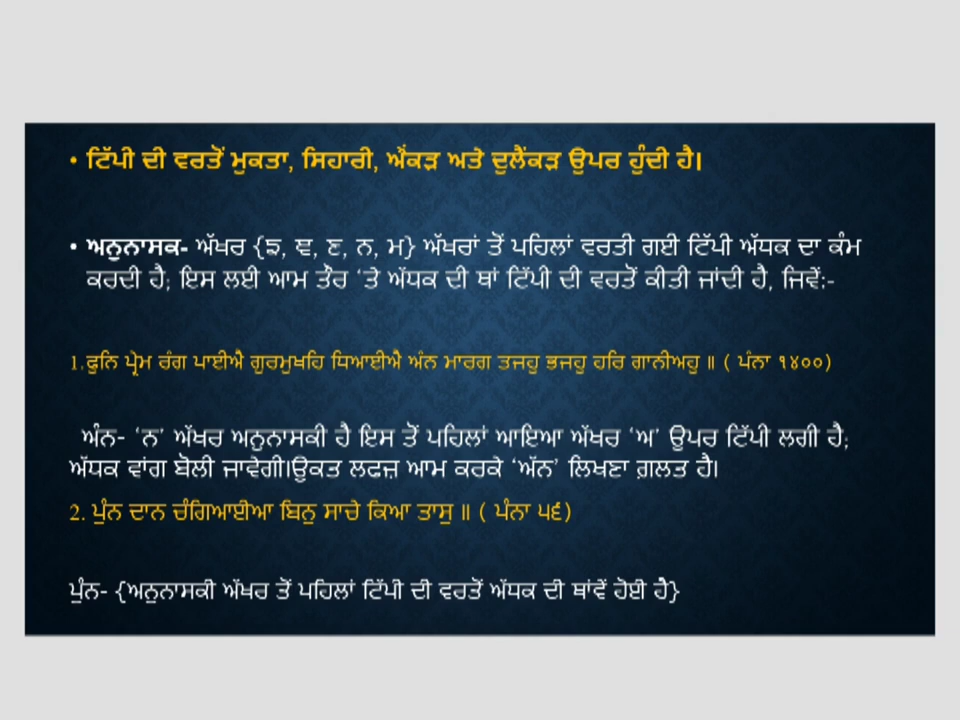 • ਟਿੱਪੀ ਦੀ ਵਰਤੋਂ ਮੁਕਤਾ, ਸਿਹਾਰੀ, ਔਂਕੜ ਅਤੇ ਦੁਲੈਂਕੜ ਉਪਰ ਹੁੰਦੀ ਹੈ।
• ਅਨੁਨਾਸਕ- ਅੱਖਰ {ਙ, ਞ, ਣ, ਨ, ਮ} ਅੱਖਰਾਂ ਤੋਂ ਪਹਿਲਾਂ ਵਰਤੀ ਗਈ ਟਿੱਪੀ ਅੱਧਕ ਦਾ ਕੰਮ
ਕਰਦੀ ਹੈ; ਇਸ ਲਈ ਆਮ ਤੌਰ ‘ਤੇ ਅੱਧਕ ਦੀ ਥਾਂ ਟਿੱਪੀ ਦੀ ਵਰਤੋਂ ਕੀਤੀ ਜਾਂਦੀ ਹੈ, ਜਿਵੇਂ:-
1.ਫੁਨਿ ਪ੍ਰੇਮ ਰੰਗ ਪਾਈਐ ਗੁਰਮੁਖਹਿ ਧਿਆਈਐ ਅੰਨ ਮਾਰਗ ਤਜਹੁ ਭਜਹੁ ਹਰਿ ਗਾਨੀਅਹੁ ॥ ( ਪੰਨਾ ੧੪੦੦)
ਅੰਨ- ‘ਨ’ ਅੱਖਰ ਅਨੁਨਾਸਕੀ ਹੈ ਇਸ ਤੋਂ ਪਹਿਲਾਂ ਆਇਆ ਅੱਖਰ ‘ਅ’ ਉਪਰ ਟਿੱਪੀ ਲਗੀ ਹੈ;
ਅੱਧਕ ਵਾਂਗ ਬੋਲੀ ਜਾਵੇਗੀ।ਉਕਤ ਲਫਜ਼ ਆਮ ਕਰਕੇ ‘ਅੱਨ’ ਲਿਖਣਾ ਗ਼ਲਤ ਹੈ।
2. ਪੁੰਨ ਦਾਨ ਚੰਗਿਆਈਆ ਬਿਨੁ ਸਾਚੇ ਕਿਆ ਤਾਸੁ ॥ ( ਪੰਨਾ ੫੬)
ਪੁੰਨ- {ਅਨੁਨਾਸਕੀ ਅੱਖਰ ਤੋਂ ਪਹਿਲਾਂ ਟਿੱਪੀ ਦੀ ਵਰਤੋਂ ਅੱਧਕ ਦੀ ਥਾਂਵੇਂ ਹੋਈ ਹੈ}